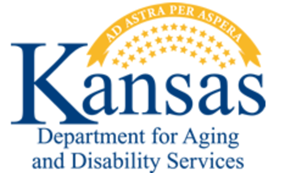 AD ASTRA PER ASPERA
Kansas
Department for Aging
and Disability Services